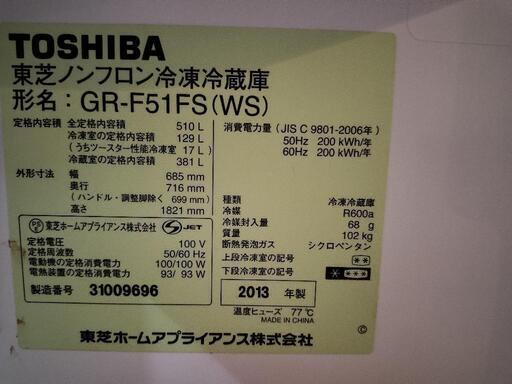 TOSHIBA
東芝ノンフロン冷凍冷蔵庫
形名：GR-F51FS(WS)
定格内容積 全定格内容積 510 L
冷凍室の定格内容積 129 L
(うちツースター性能冷凍室 17 L)
冷蔵室の定格内容積 381 L
外形寸法 幅 685 mm
奥行 716 mm
(ハンドル・調整脚除く 699 mm)
高さ 1821 mm
PSE 東芝ホームアプライアンス株式会社 JET
定格電圧 100 V
定格周波数 50/60 Hz
電動機の定格消費電力 100/100 W
電熱装置の定格消費電力 93/ 93 W
製造番号 31009696
消費電力量 (JIS C 9801-2006年)
50Hz 200 kWh/年
60Hz 200 kWh/年
種類 冷凍冷蔵庫
冷媒 R600a
冷媒封入量 68 g
質量 102 kg
断熱発泡ガス シクロペンタン
上段冷凍室の記号 **
下段冷凍室の記号 * ***
2013 年製
温度ヒューズ 77℃
MADE IN CHINA
東芝ホームアプライアンス株式会社
©